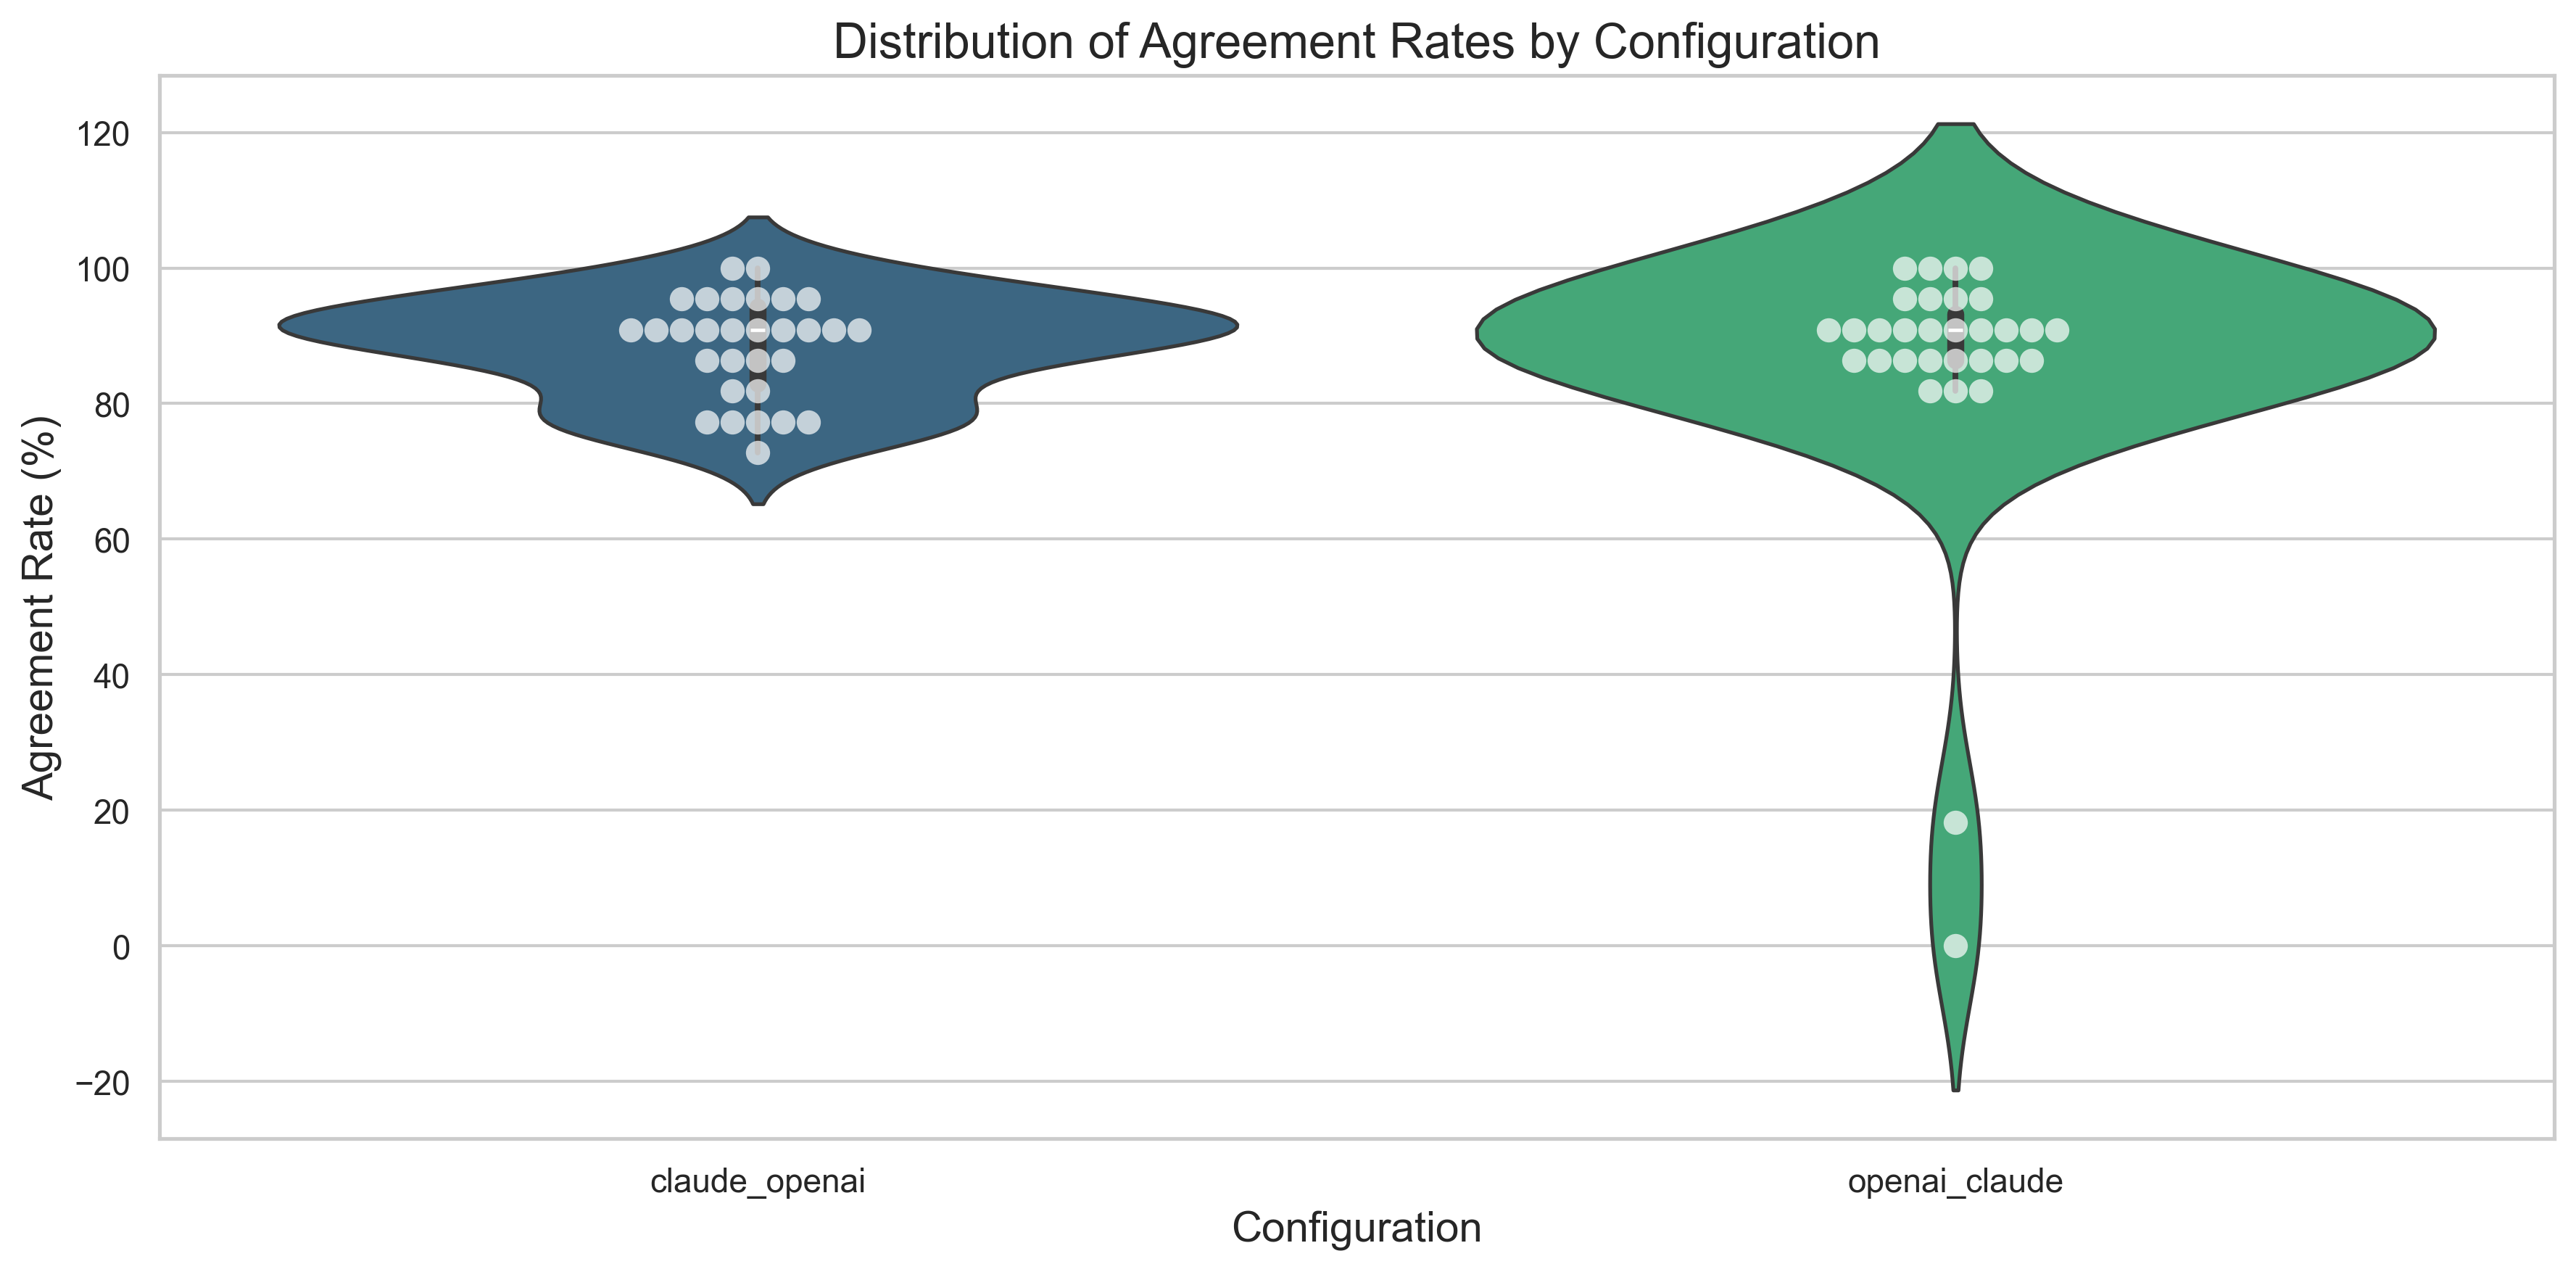 Distribution of Agreement Rates by Configuration
120
100
80
60
40
20
0
−20
Agreement Rate (%)
claude_openai
openai_claude
Configuration